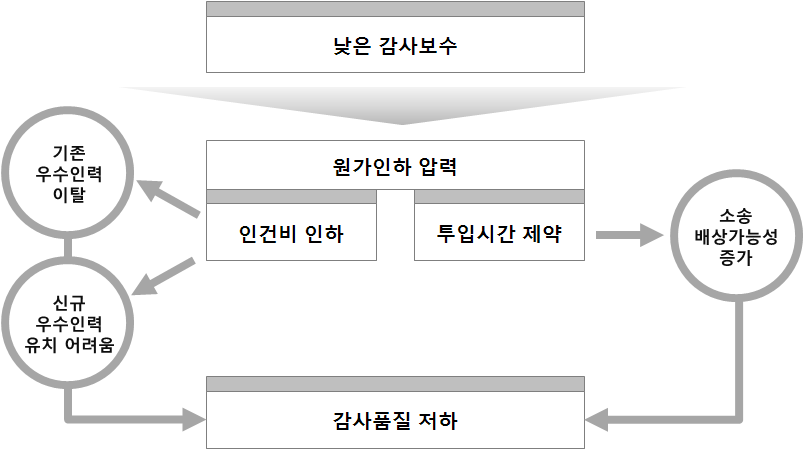 낮은 감사보수
원가인하 압력
인건비 인하
투입시간 제약
기존
우수인력
이탈
신규
우수인력
유치 어려움
소송
배상가능성
증가
감사품질 저하